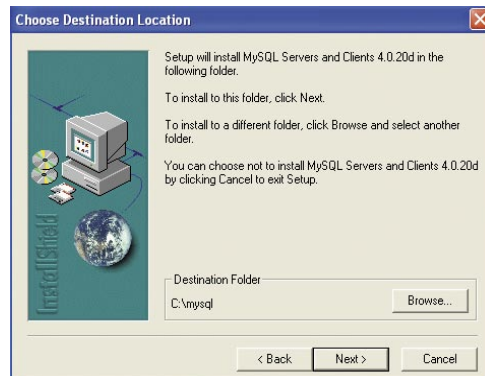 Choose Destination Location
Setup will install MySQL Servers and Clients 4.0.20d in the
following folder.
To install to this folder, click Next.
To install to a different folder, click Browse and select another
folder.
You can choose not to install MySQL Servers and Clients 4.0.20d
by clicking Cancel to exit Setup.
InstallShield
Destination Folder
C:\mysql
Browse...
< Back
Next >
Cancel